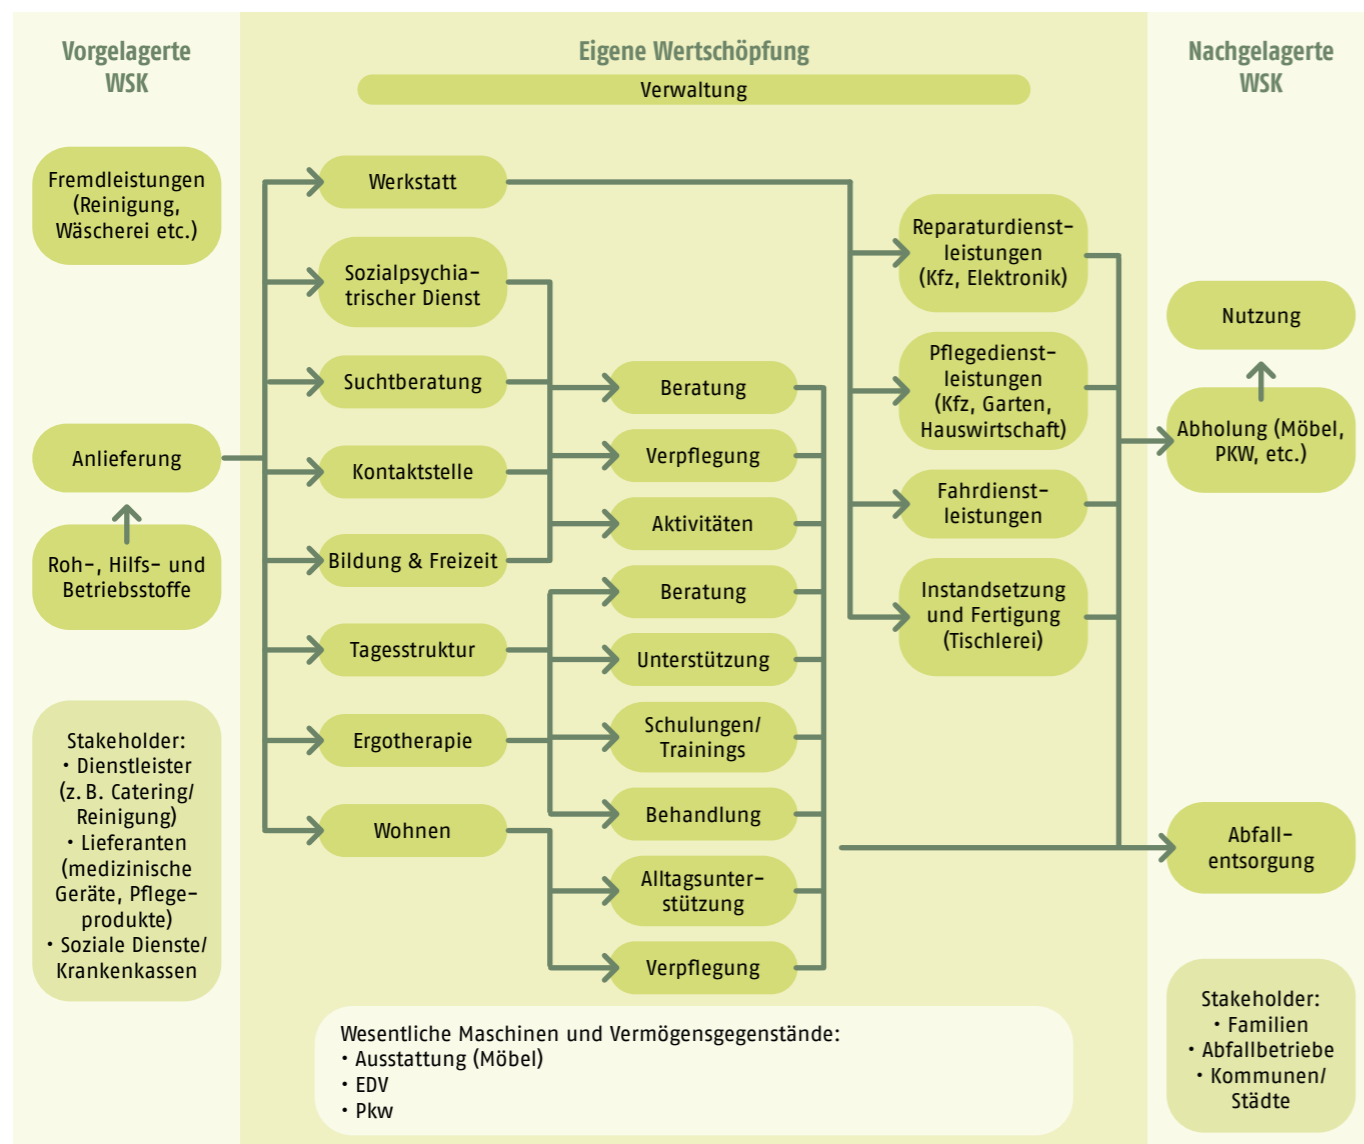 Vorgelagerte
WSK
Eigene Wertschöpfung
Nachgelagerte
WSK
Verwaltung
Fremdleistungen
(Reinigung,
Wäscherei etc.)
Anlieferung
Roh-, Hilfs- und
Betriebsstoffe
Stakeholder:
• Dienstleister
(z. B. Catering/
Reinigung)
• Lieferanten
(medizinische
Geräte, Pflege-
produkte)
• Soziale Dienste/
Krankenkassen
Werkstatt
Sozialpsychia-
trischer Dienst
Suchtberatung
Kontaktstelle
Bildung & Freizeit
Tagesstruktur
Ergotherapie
Wohnen
Beratung
Verpflegung
Aktivitäten
Beratung
Unterstützung
Schulungen/
Trainings
Behandlung
Alltagsunter-
stützung
Verpflegung
Reparaturdienst-
leistungen
(Kfz, Elektronik)
Pflegedienst-
leistungen
(Kfz, Garten,
Hauswirtschaft)
Fahrdienst-
leistungen
Instandsetzung
und Fertigung
(Tischlerei)
Wesentliche Maschinen und Vermögensgegenstände:
• Ausstattung (Möbel)
• EDV
• Pkw
Nutzung
Abholung (Möbel,
PKW, etc.)
Abfall-
entsorgung
Stakeholder:
• Familien
• Abfallbetriebe
• Kommunen/
Städte